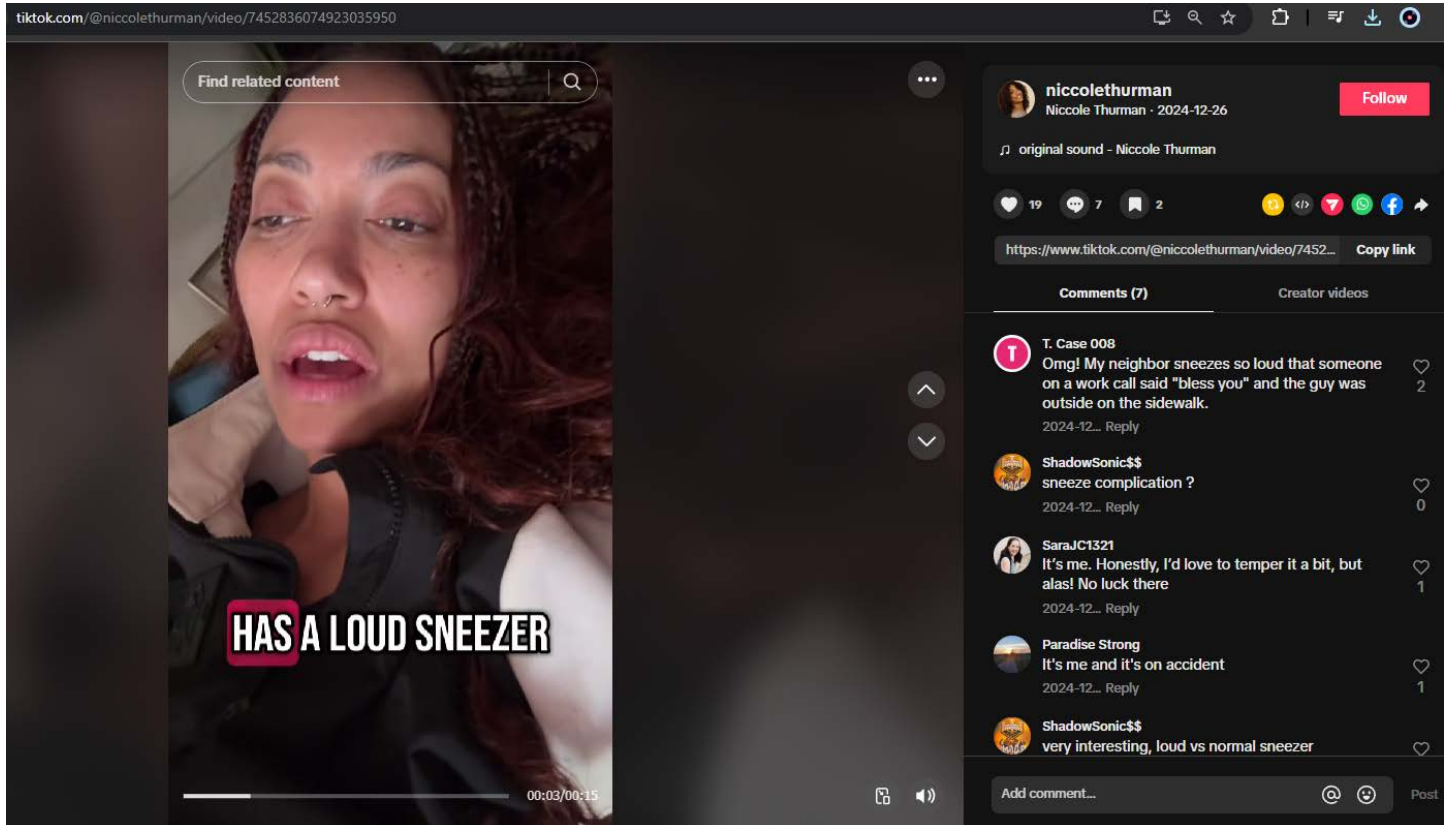 tiktok.com/@niccolethurman/video/7452836074923035950
Find related content
HAS A LOUD SNEEZER
00:03/00:15
niccolethurman
Niccole Thurman · 2024-12-26
Follow
original sound - Niccole Thurman
19
7
2
https://www.tiktok.com/@niccolethurman/video/7452...
Copy link
Comments (7)
Creator videos
T
T. Case 008
Omg! My neighbor sneezes so loud that someone
on a work call said "bless you" and the guy was
outside on the sidewalk.
2024-12... Reply
2
ShadowSonic$$
sneeze complication ?
2024-12... Reply
0
SaraJC1321
It's me. Honestly, I'd love to temper it a bit, but
alas! No luck there
2024-12... Reply
1
Paradise Strong
It's me and it's on accident
2024-12... Reply
1
ShadowSonic$$
very interesting, loud vs normal sneezer
Add comment...
Post